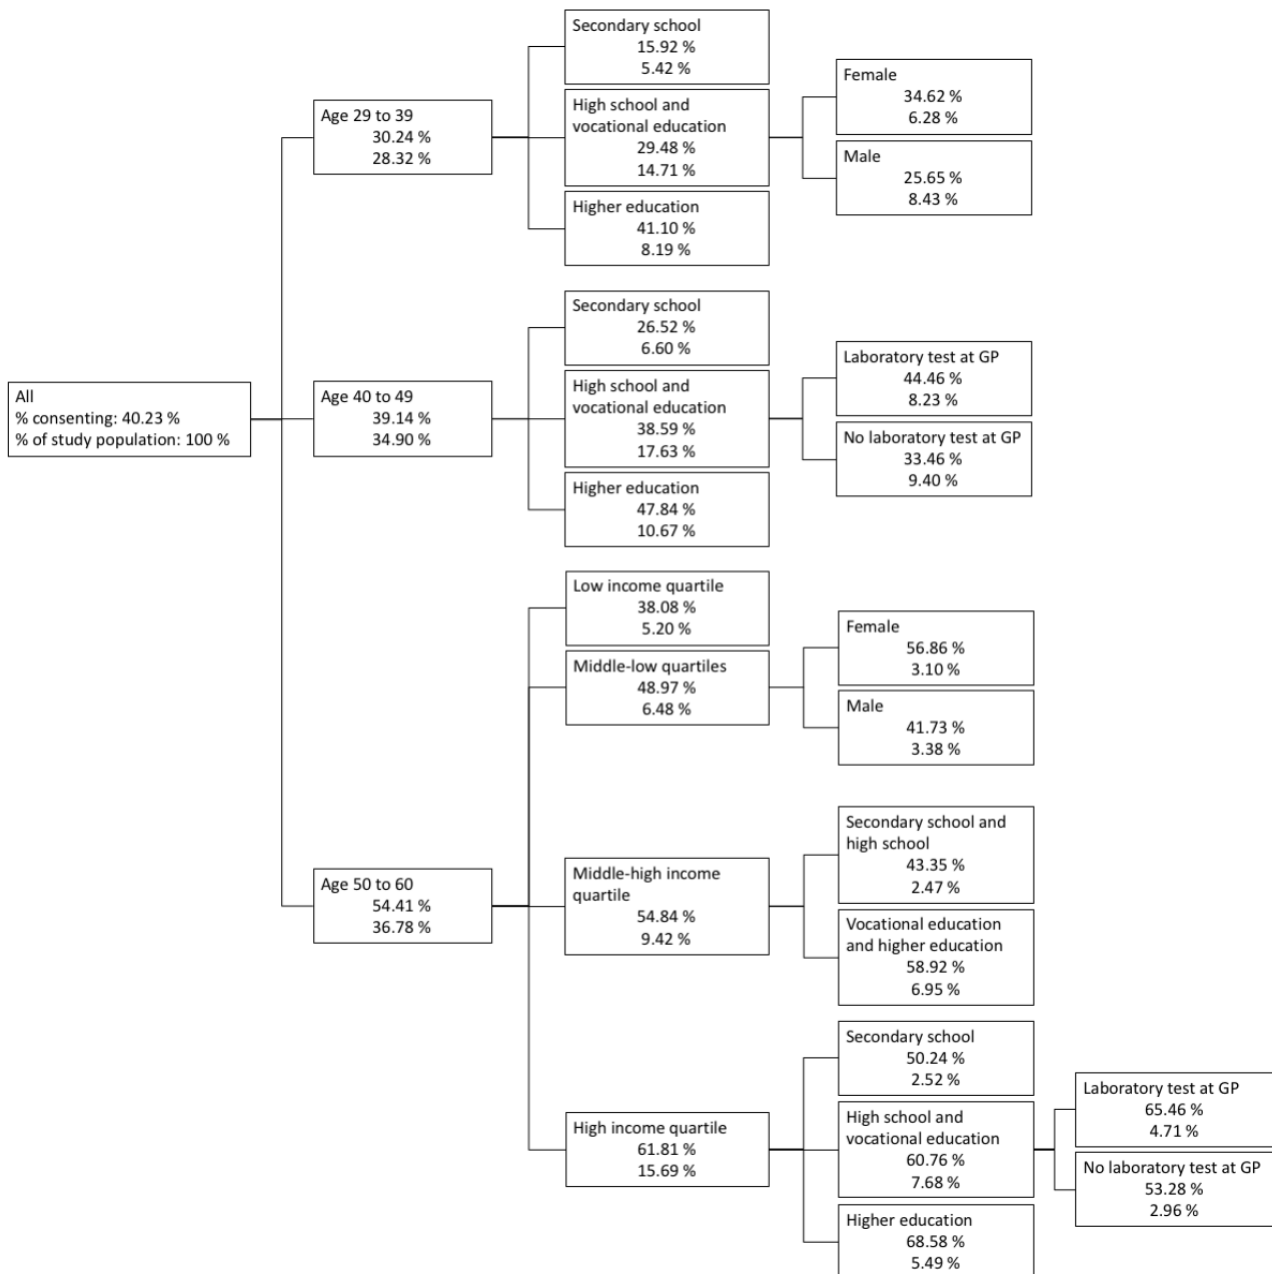 All
% consenting: 40.23 %
% of study population: 100 %
Age 29 to 39
30.24 %
28.32 %
Secondary school
15.92 %
5.42 %
High school and
vocational education
29.48 %
14.71 %
Female
34.62 %
6.28 %
Male
25.65 %
8.43 %
Higher education
41.10 %
8.19 %
Age 40 to 49
39.14 %
34.90 %
Secondary school
26.52 %
6.60 %
High school and
vocational education
38.59 %
17.63 %
Laboratory test at GP
44.46 %
8.23 %
No laboratory test at GP
33.46 %
9.40 %
Higher education
47.84 %
10.67 %
Age 50 to 60
54.41 %
36.78 %
Low income quartile
38.08 %
5.20 %
Middle-low quartiles
48.97 %
6.48 %
Female
56.86 %
3.10 %
Male
41.73 %
3.38 %
Middle-high income
quartile
54.84 %
9.42 %
Secondary school and
high school
43.35 %
2.47 %
Vocational education
and higher education
58.92 %
6.95 %
High income quartile
61.81 %
15.69 %
Secondary school
50.24 %
2.52 %
High school and
vocational education
60.76 %
7.68 %
Laboratory test at GP
65.46 %
4.71 %
No laboratory test at GP
53.28 %
2.96 %
Higher education
68.58 %
5.49 %